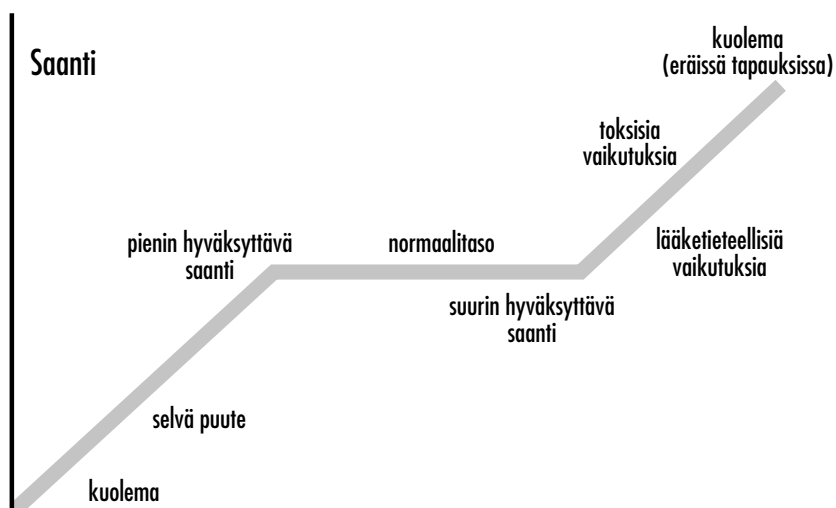 Saanti
kuolema
(eräissä tapauksissa)
toksisia
vaikutuksia
pienin hyväksyttävä
saanti
normaalitaso
lääketieteellisiä
vaikutuksia
suurin hyväksyttävä
saanti
selvä puute
kuolema